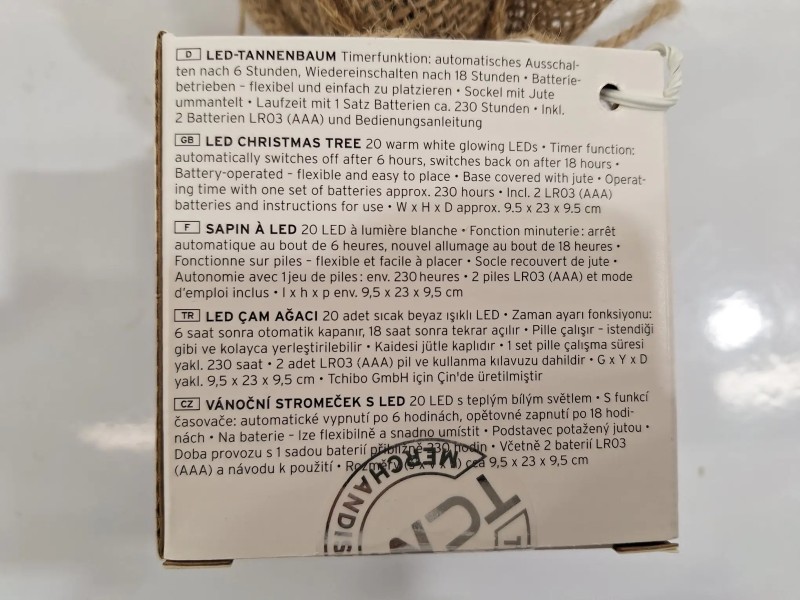 D LED-TANNENBAUM Timerfunktion: automatisches Ausschal-
ten nach 6 Stunden, Wiedereinschalten nach 18 Stunden • Batterie-
betrieben – flexibel und einfach zu platzieren • Sockel mit Jute
ummantelt • Laufzeit mit 1 Satz Batterien ca. 230 Stunden • Inkl.
2 Batterien LR03 (AAA) und Bedienungsanleitung
GB LED CHRISTMAS TREE 20 warm white glowing LEDs • Timer function:
automatically switches off after 6 hours, switches back on after 18 hours •
Battery-operated – flexible and easy to place • Base covered with jute • Operat-
ing time with one set of batteries approx. 230 hours • Incl. 2 LR03 (AAA)
batteries and instructions for use • W x H x D approx. 9.5 x 23 x 9.5 cm
F SAPIN À LED 20 LED à lumière blanche • Fonction minuterie: arrêt
automatique au bout de 6 heures, nouvel allumage au bout de 18 heures •
Fonctionne sur piles – flexible et facile à placer • Socle recouvert de jute •
Autonomie avec 1 jeu de piles: env. 230 heures • 2 piles LR03 (AAA) et mode
d'emploi inclus • l x h x p env. 9,5 x 23 x 9,5 cm
TR LED ÇAM AĞACI 20 adet sıcak beyaz ışıklı LED • Zaman ayarı fonksiyonu:
6 saat sonra otomatik kapanır, 18 saat sonra tekrar açılır • Pille çalışır – istendiği
gibi ve kolayca yerleştirilebilir • Kaidesi jütle kaplıdır • 1 set pille çalışma süresi
yakl. 230 saat • 2 adet LR03 (AAA) pil ve kullanma kılavuzu dahildir • G x Y x D
yakl. 9,5 x 23 x 9,5 cm • Tchibo GmbH için Çin'de üretilmiştir
CZ VÁNOČNÍ STROMEČEK S LED 20 LED s teplým bílým světlem • S funkcí
časovače: automatické vypnutí po 6 hodinách, opětovné zapnutí po 18 hodi-
nách • Na baterie – lze flexibilně a snadno umístit • Podstavec potažený jutou •
Doba provozu s 1 sadou baterií přibližně 230 hodin • Včetně 2 baterií LR03
(AAA) a návodu k použití • Rozměry (š x v x h) cca 9,5 x 23 x 9,5 cm
MERCHANDIS
TCM